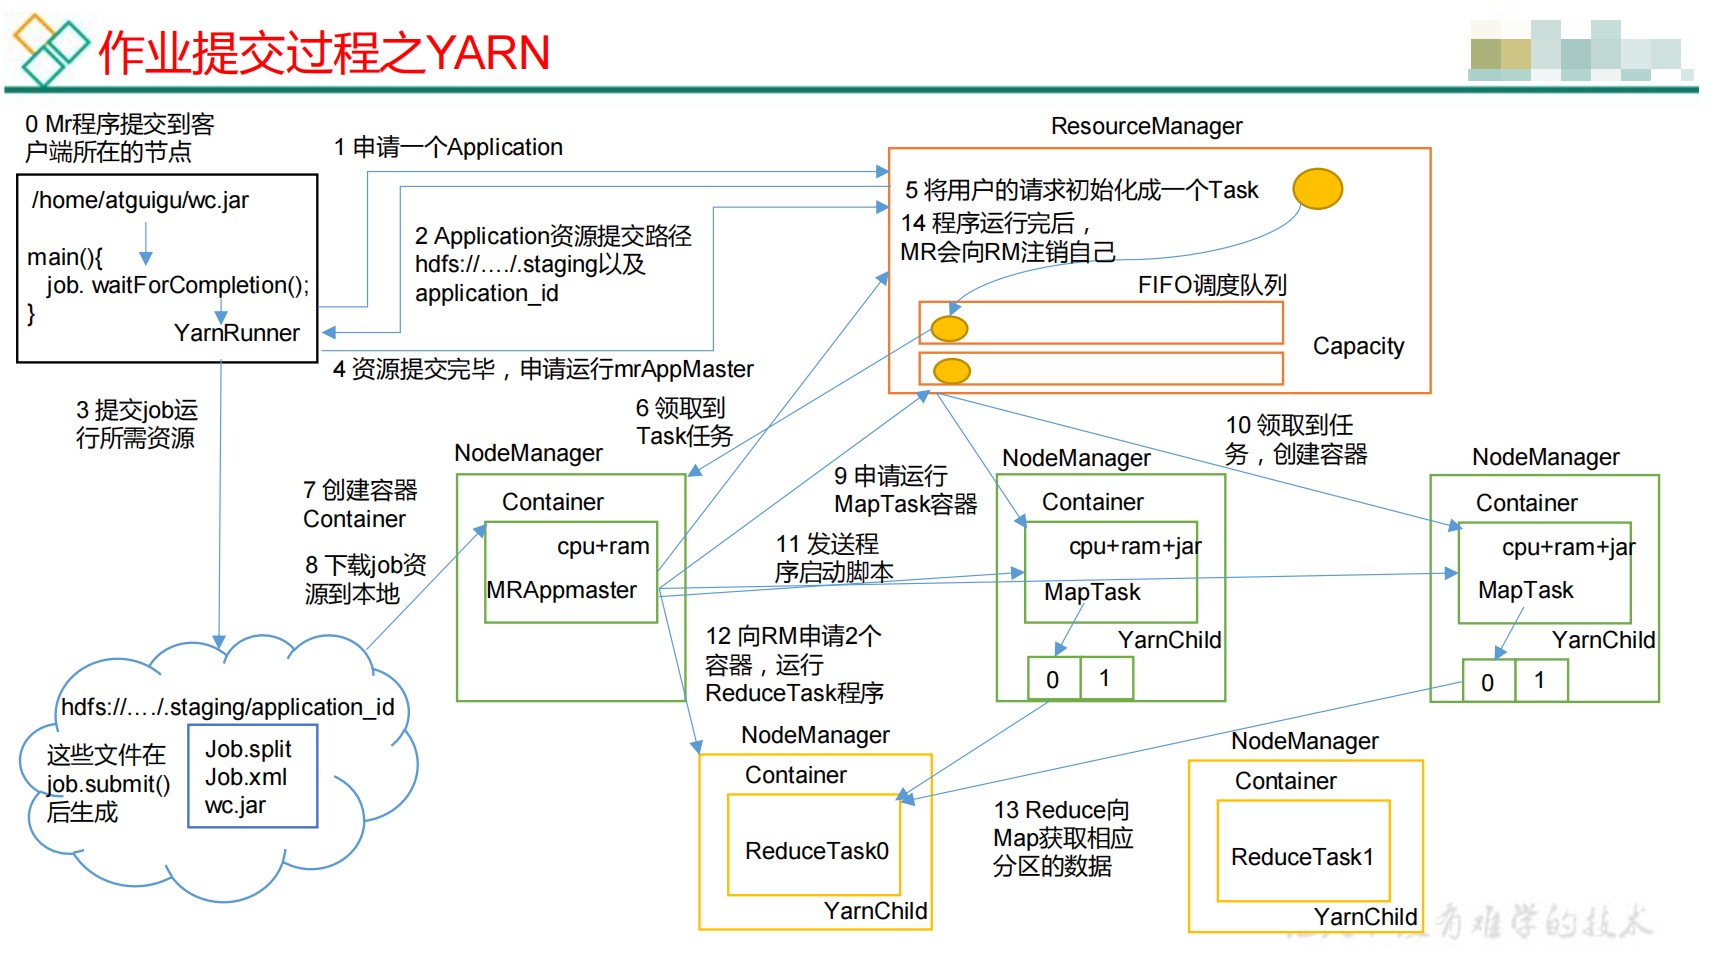 作业提交过程之YARN
0 Mr程序提交到客
户端所在的节点
/home/atguigu/wc.jar
main(){
job. waitForCompletion();
}
YarnRunner
1 申请一个Application
2 Application资源提交路径
hdfs://…./.staging以及
application_id
3 提交job运
行所需资源
4 资源提交完毕，申请运行mrAppMaster
ResourceManager
5 将用户的请求初始化成一个Task
14 程序运行完后，
MR会向RM注销自己
FIFO调度队列
Capacity
6 领取到
Task任务
NodeManager
Container
cpu+ram
MRAppmaster
7 创建容器
Container
8 下载job资
源到本地
9 申请运行
MapTask容器
10 领取到任
务，创建容器
11 发送程
序启动脚本
NodeManager
Container
cpu+ram+jar
MapTask
YarnChild
0
1
NodeManager
Container
cpu+ram+jar
MapTask
YarnChild
0
1
hdfs://…./.staging/application_id
这些文件在
job.submit()
后生成
Job.split
Job.xml
wc.jar
12 向RM申请2个
容器，运行
ReduceTask程序
NodeManager
Container
ReduceTask0
YarnChild
13 Reduce向
Map获取相应
分区的数据
NodeManager
Container
ReduceTask1
YarnChild
有难学的技术